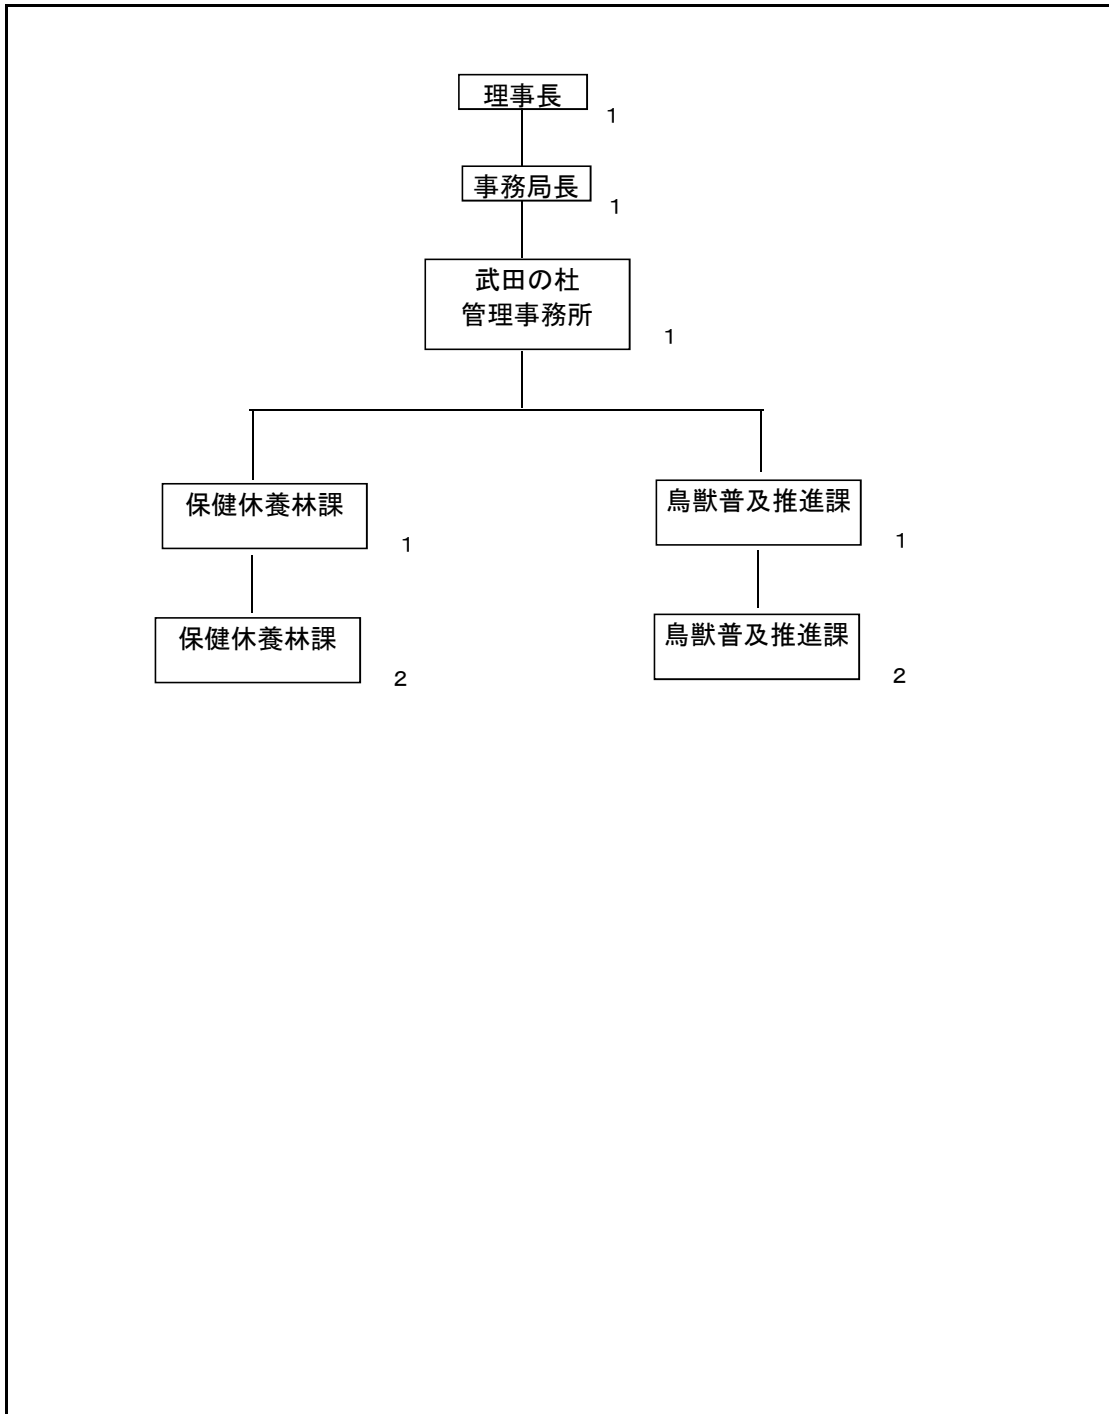 理事長
1
事務局長
1
武田の杜
管理事務所
1
保健休養林課
1
鳥獣普及推進課
1
保健休養林課
2
鳥獣普及推進課
2